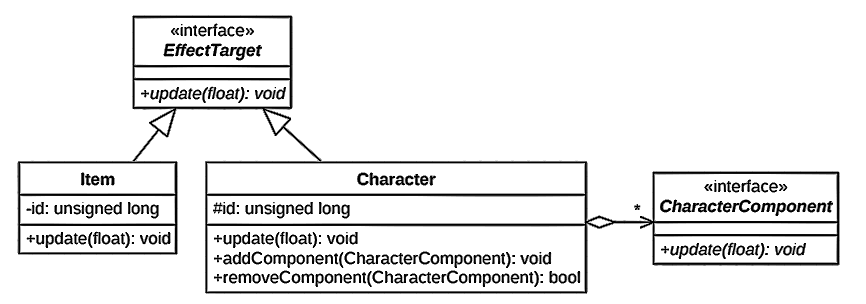 «interface»
EffectTarget
+update(float): void
Item
-id: unsigned long
+update(float): void
Character
#id: unsigned long
+update(float): void
+addComponent(CharacterComponent): void
+removeComponent(CharacterComponent): bool
*
«interface»
CharacterComponent
+update(float): void